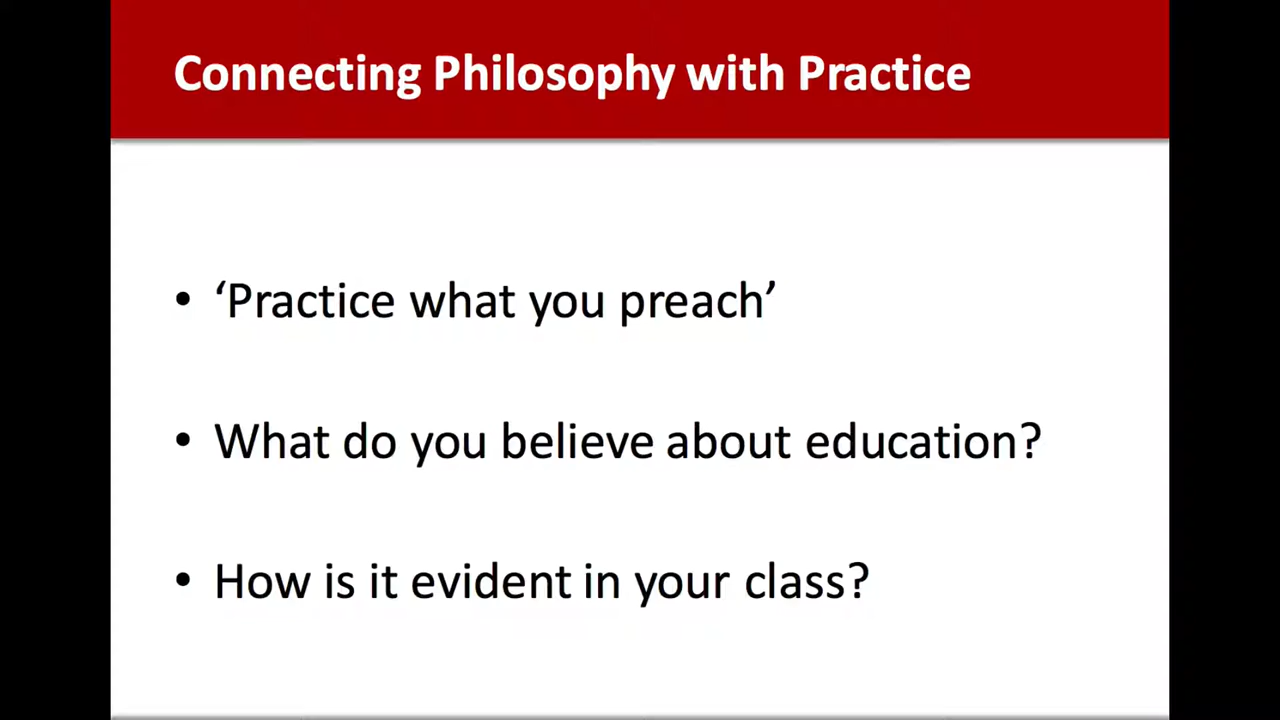 Connecting Philosophy with Practice
• ‘Practice what you preach’
• What do you believe about education?
• How is it evident in your class?